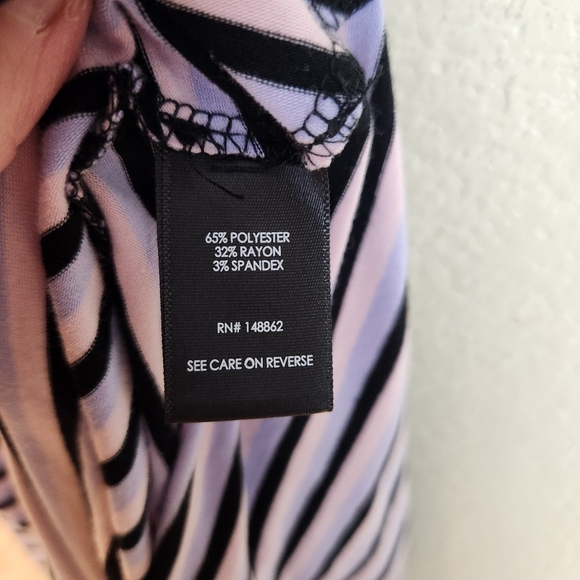 65% POLYESTER
32% RAYON
3% SPANDEX
RN# 148862
SEE CARE ON REVERSE